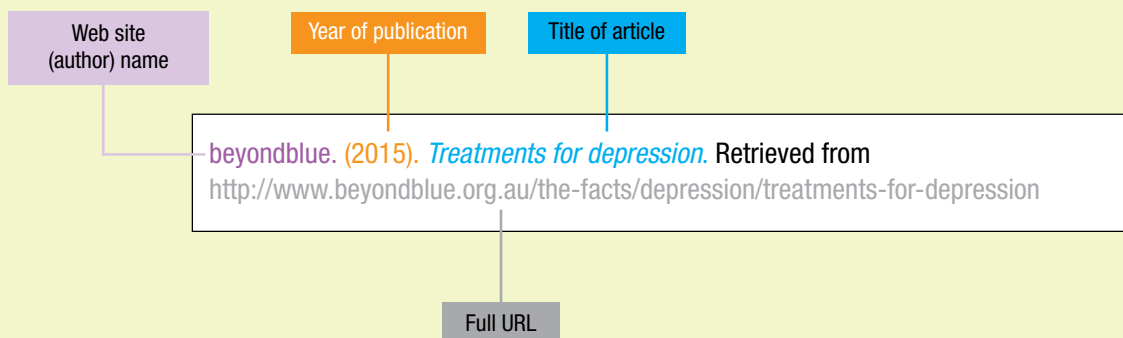 Web site
(author) name
Year of publication
Title of article
beyondblue. (2015). Treatments for depression. Retrieved from
http://www.beyondblue.org.au/the-facts/depression/treatments-for-depression
Full URL